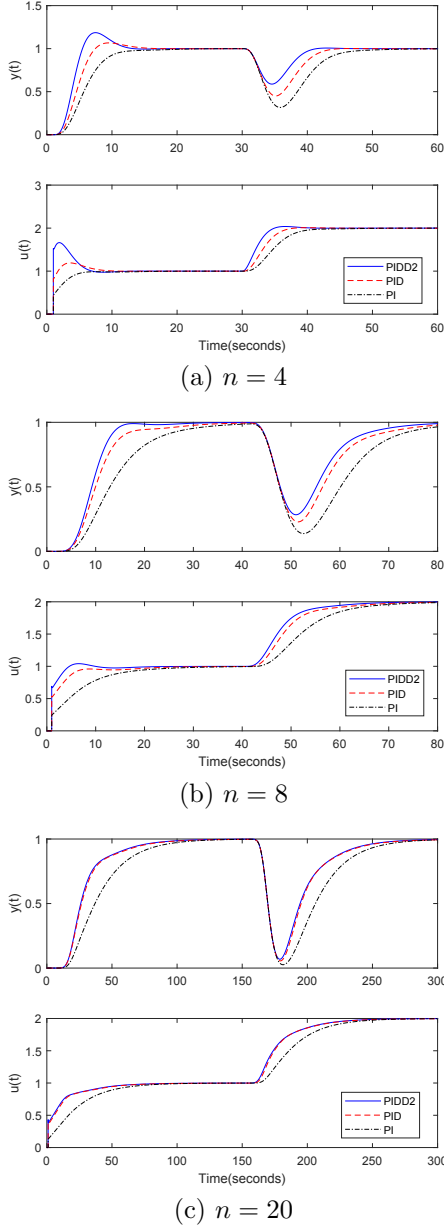 1.5
1
0.5
0
y(t)
0 10 20 30 40 50 60
3
2
1
0
u(t)
PIDD2
PID
PI
0 10 20 30 40 50 60
Time(seconds)
(a) n = 4
1
0.5
0
y(t)
0 10 20 30 40 50 60 70 80
2
1.5
1
0.5
0
u(t)
PIDD2
PID
PI
0 10 20 30 40 50 60 70 80
Time(seconds)
(b) n = 8
1
0.5
0
y(t)
0 50 100 150 200 250 300
2
1.5
1
0.5
0
u(t)
PIDD2
PID
PI
0 50 100 150 200 250 300
Time(seconds)
(c) n = 20